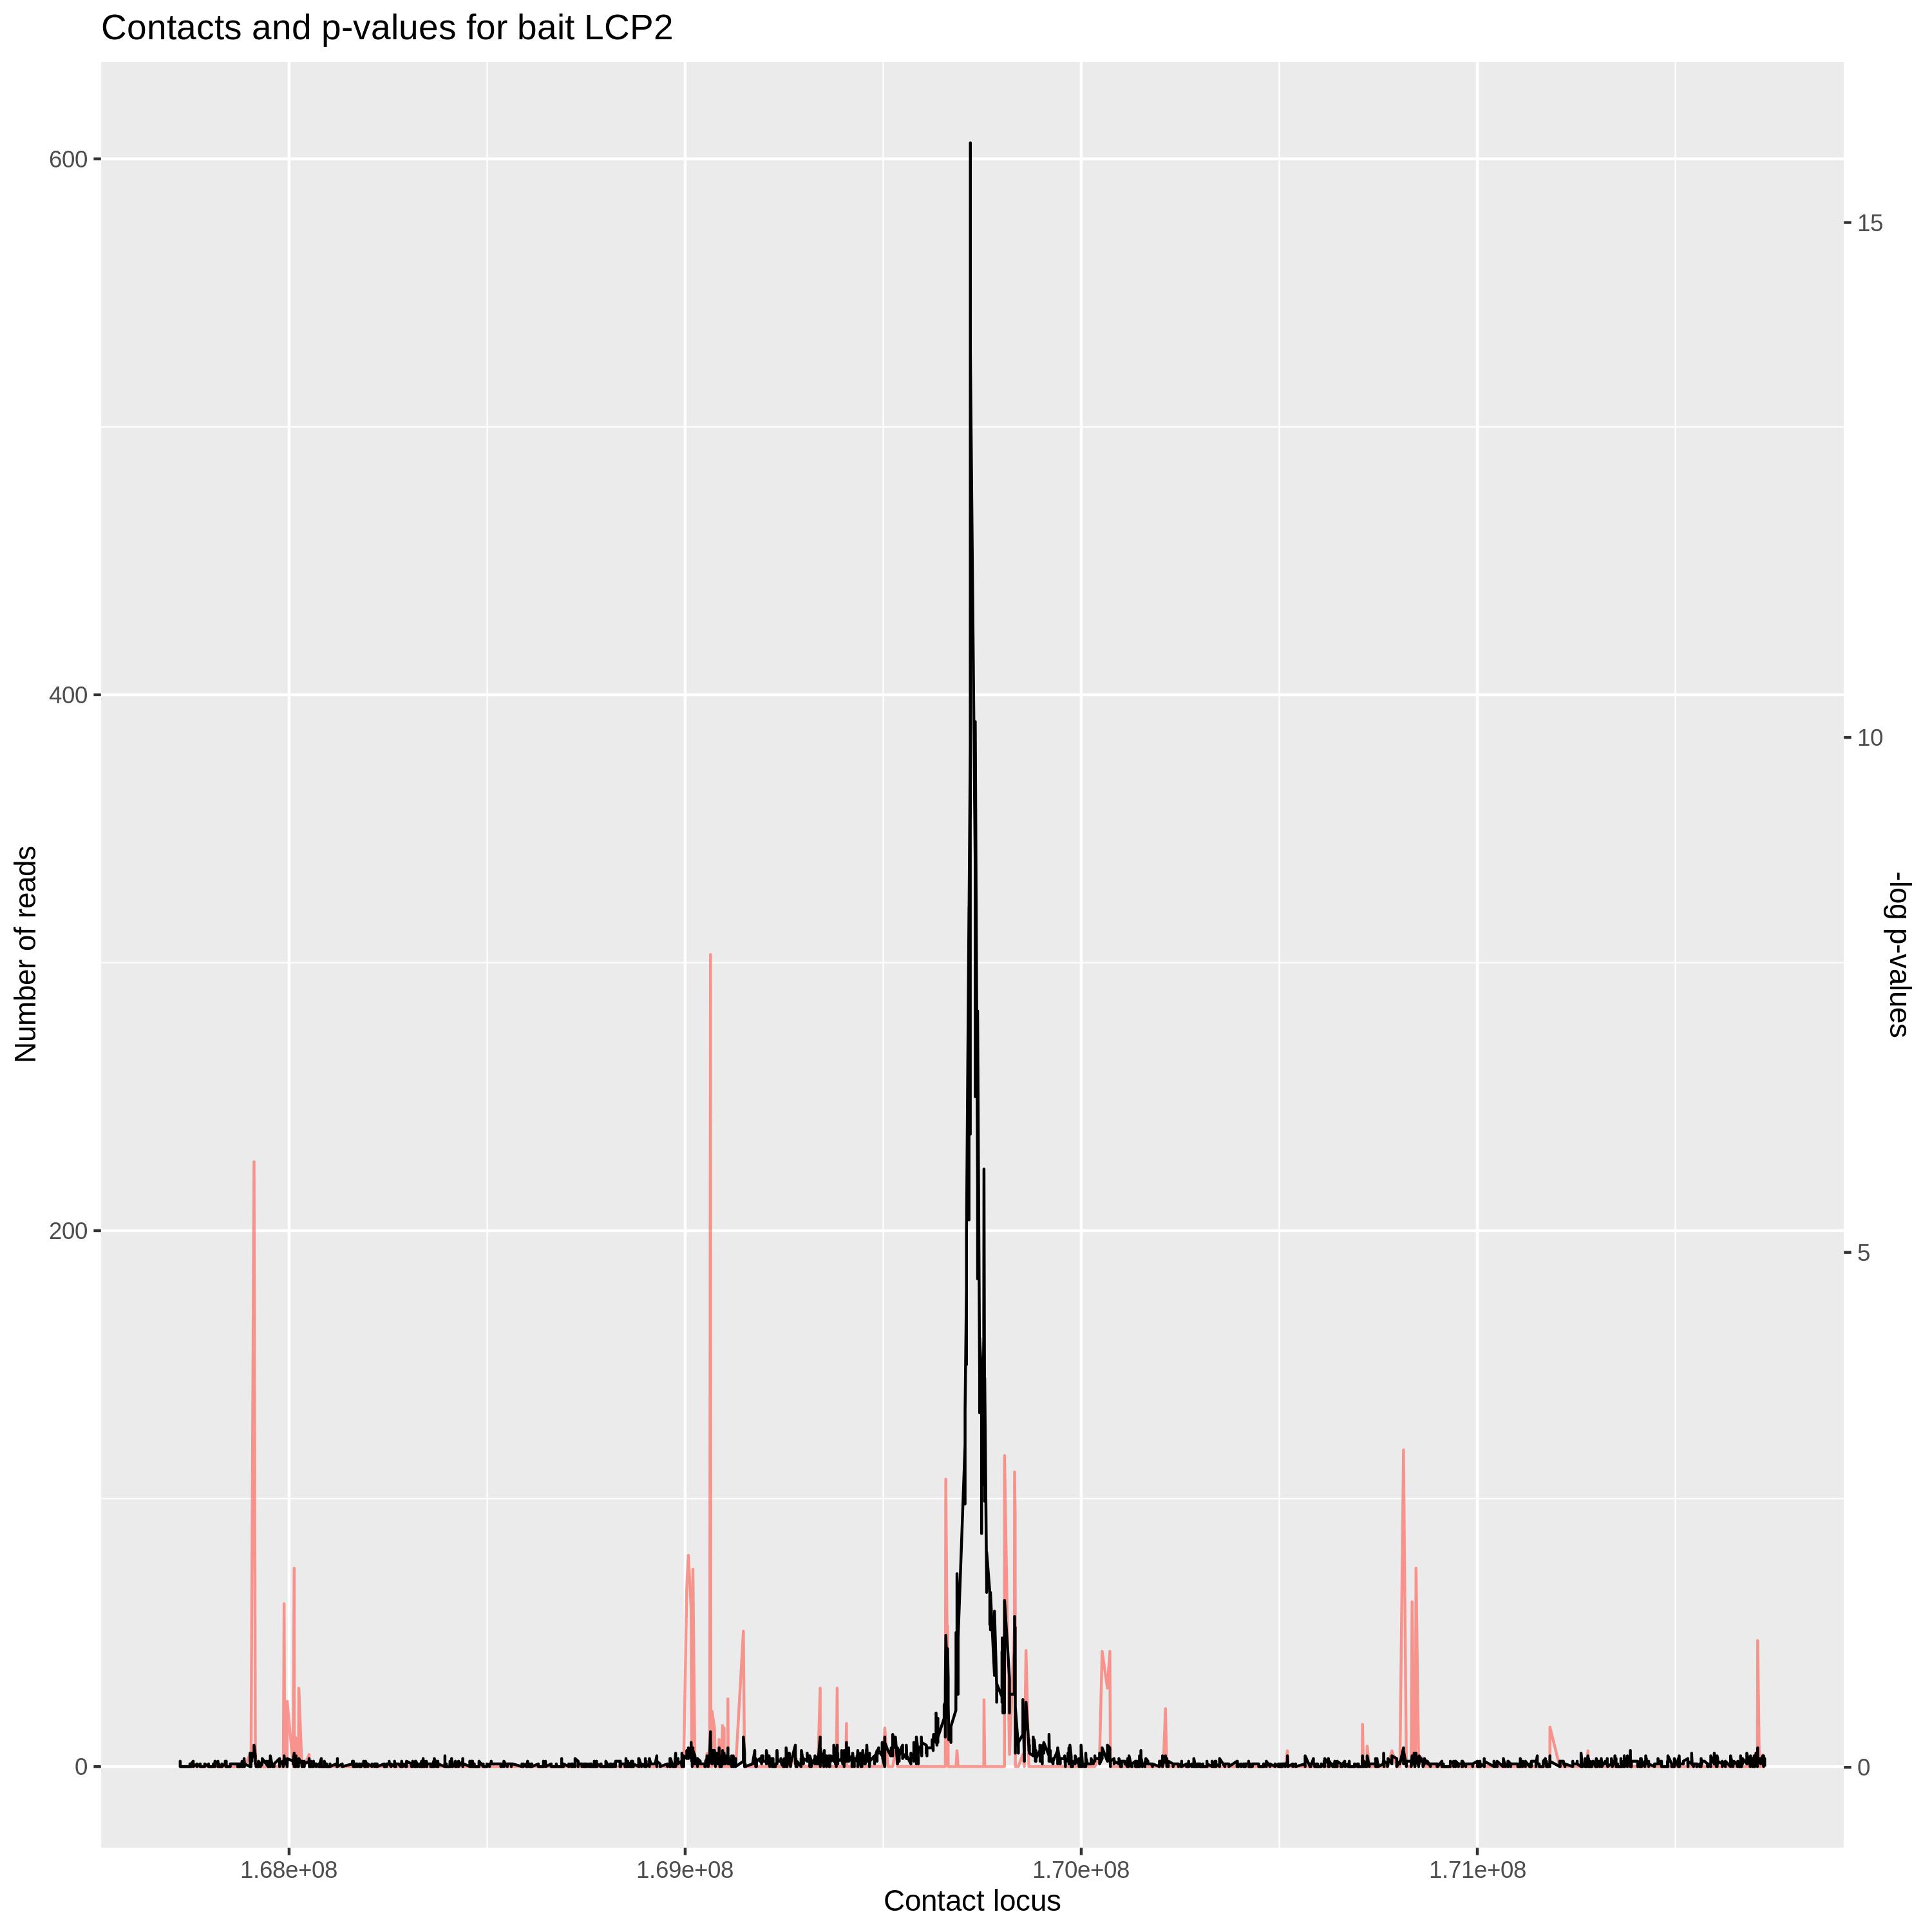 Contacts and p-values for bait LCP2
600
400
200
0
Number of reads
15
10
5
0
-log p-values
1.68e+08 1.69e+08 1.70e+08 1.71e+08
Contact locus